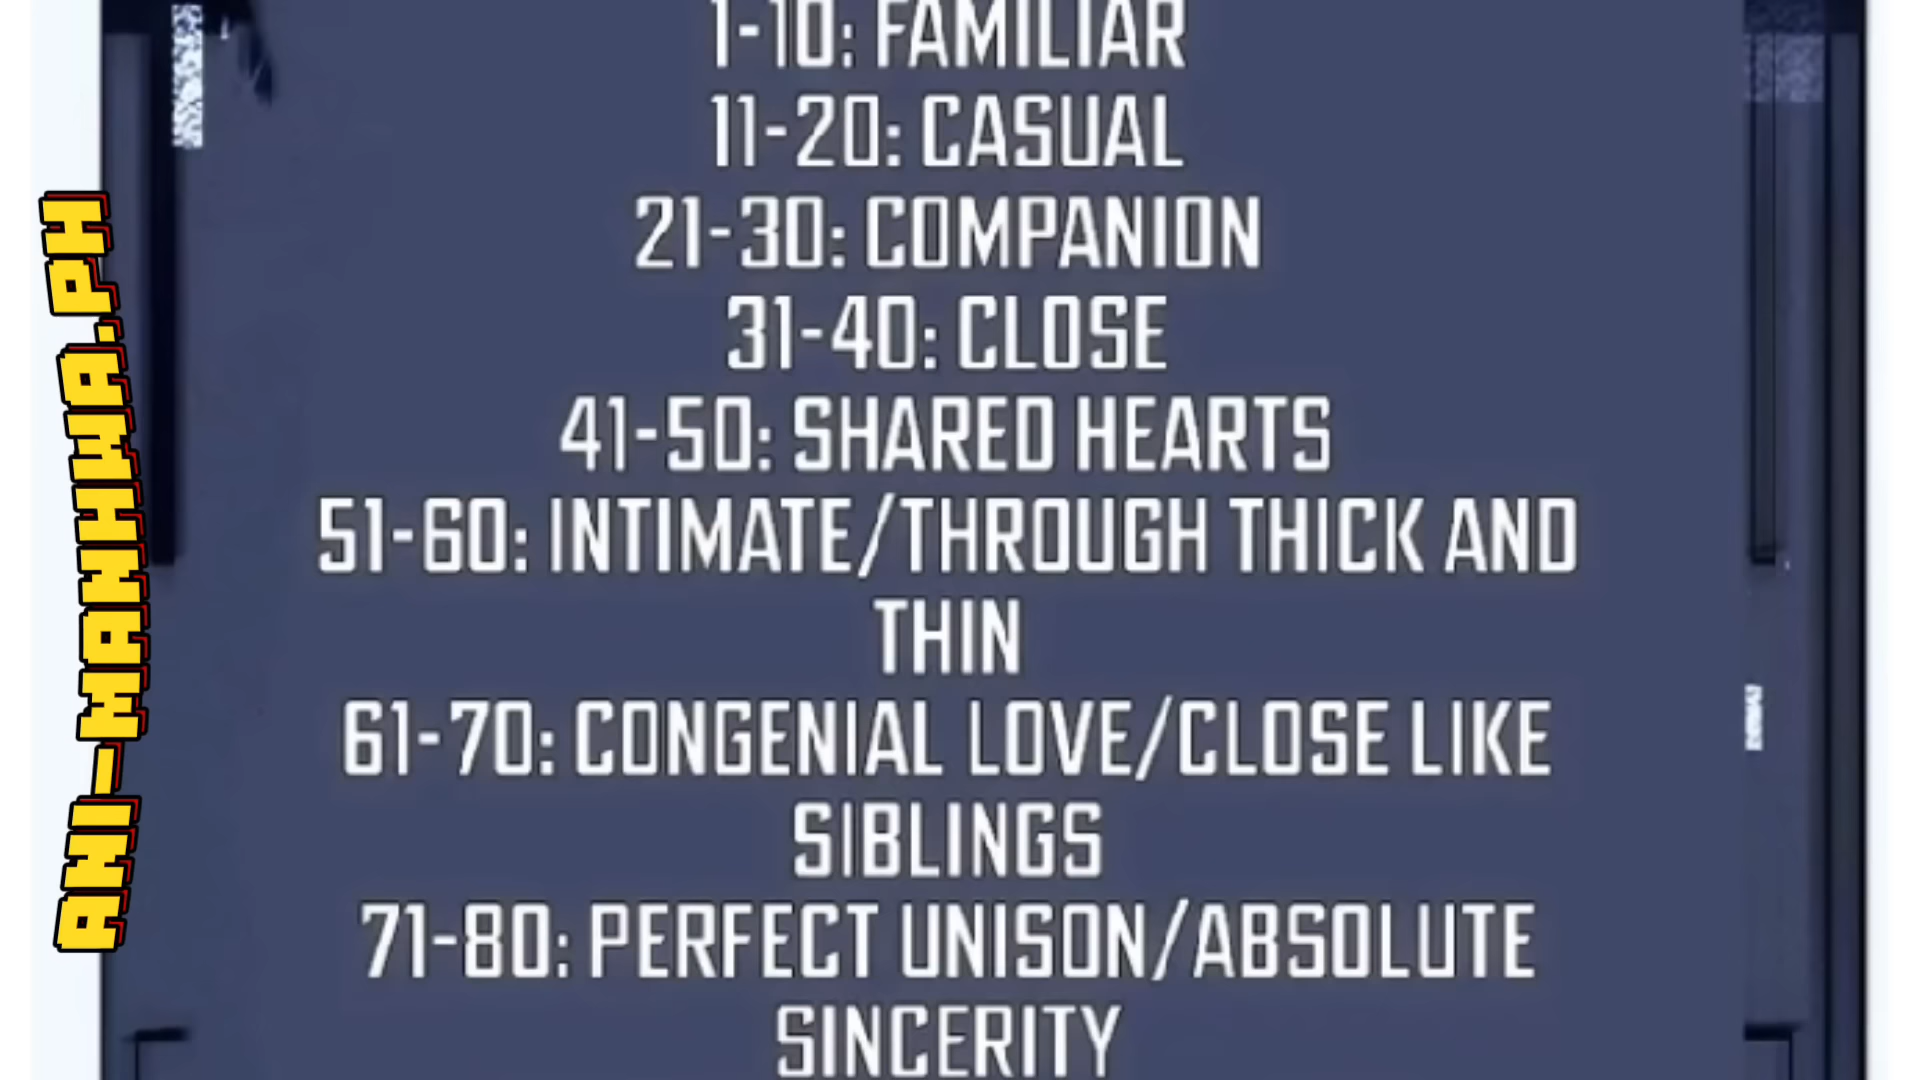 1-10: FAMILIAR
11-20: CASUAL
21-30: COMPANION
31-40: CLOSE
41-50: SHARED HEARTS
51-60: INTIMATE/THROUGH THICK AND
THIN
61-70: CONGENIAL LOVE/CLOSE LIKE
SIBLINGS
71-80: PERFECT UNISON/ABSOLUTE
SINCERITY
ANI-MANHWA.PH